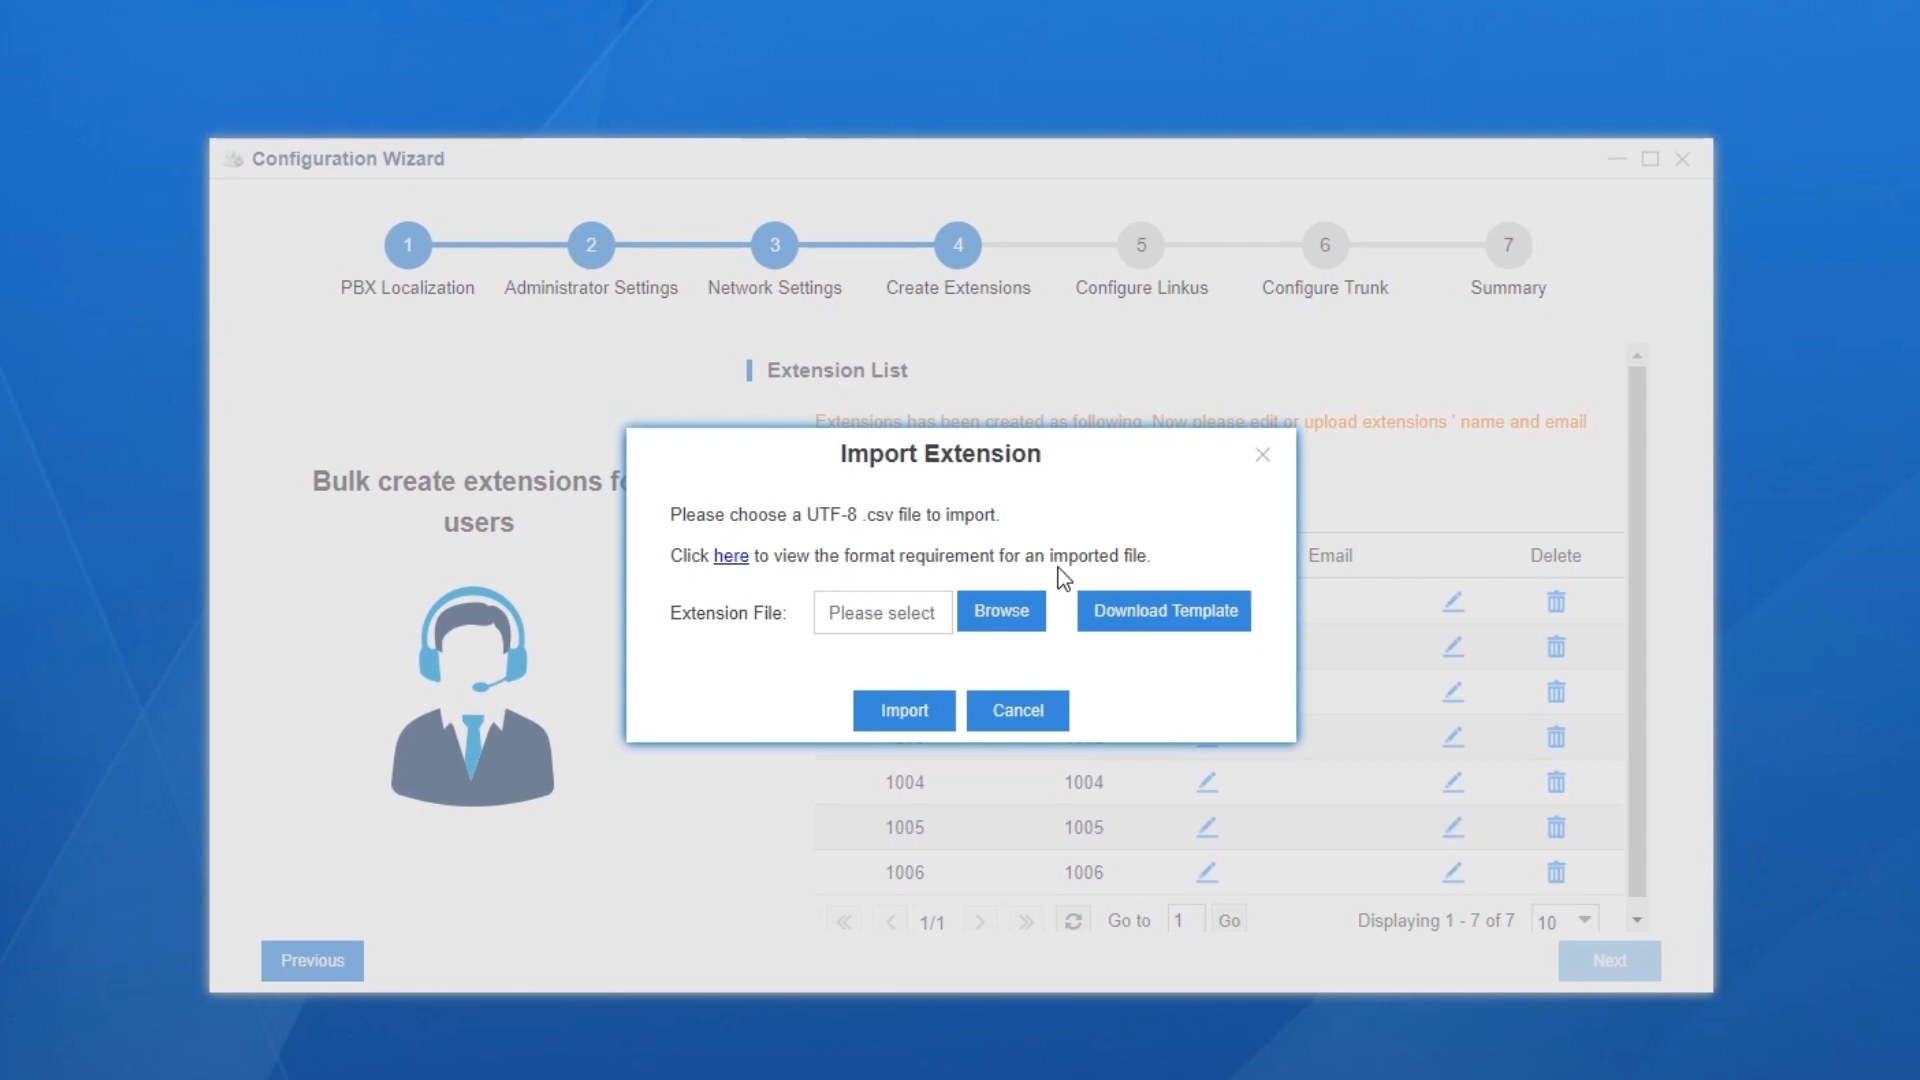 Configuration Wizard
1 2 3 4 5 6 7
PBX Localization Administrator Settings Network Settings Create Extensions Configure Linkus Configure Trunk Summary
Extension List
Extensions has been created as following. Now please edit or upload extensions ' name and email
Bulk create extensions
users
Import Extension
Please choose a UTF-8 .csv file to import.
Click here to view the format requirement for an imported file.
Extension File: Please select Browse Download Template
Import Cancel
Email Delete
1004 1004
1005 1005
1006 1006
1/1 Go to 1 Go Displaying 1 - 7 of 7 10
Previous Next